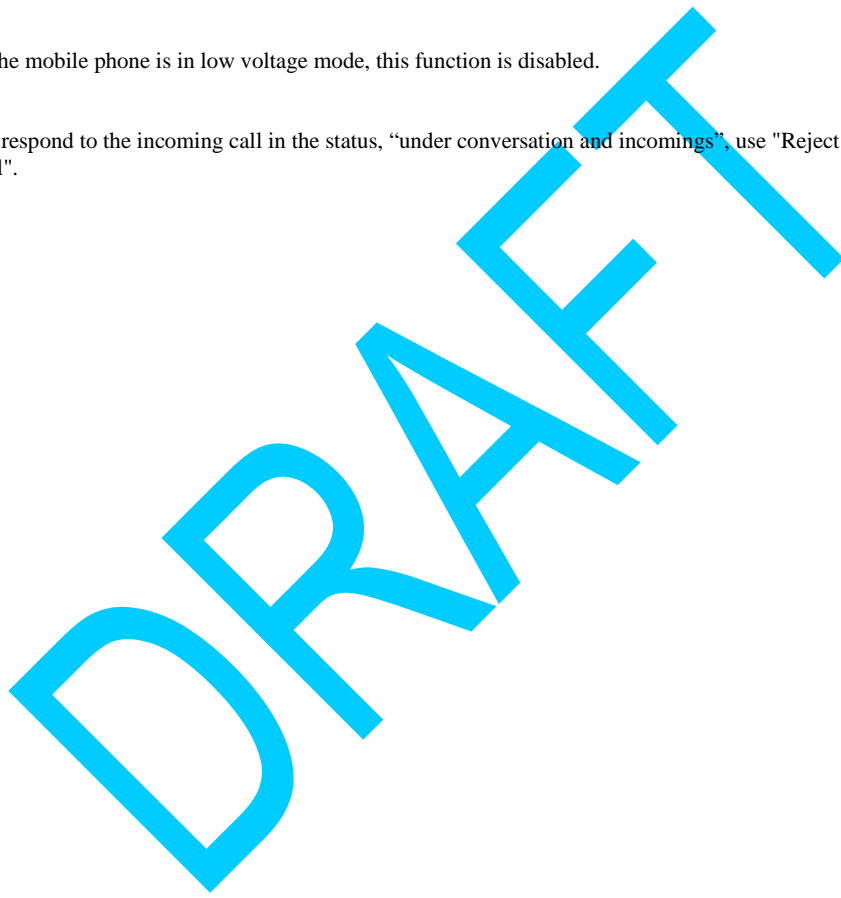 he mobile phone is in low voltage mode, this function is disabled.
respond to the incoming call in the status, “under conversation and incomings”, use "Reject
l".
DRAFT